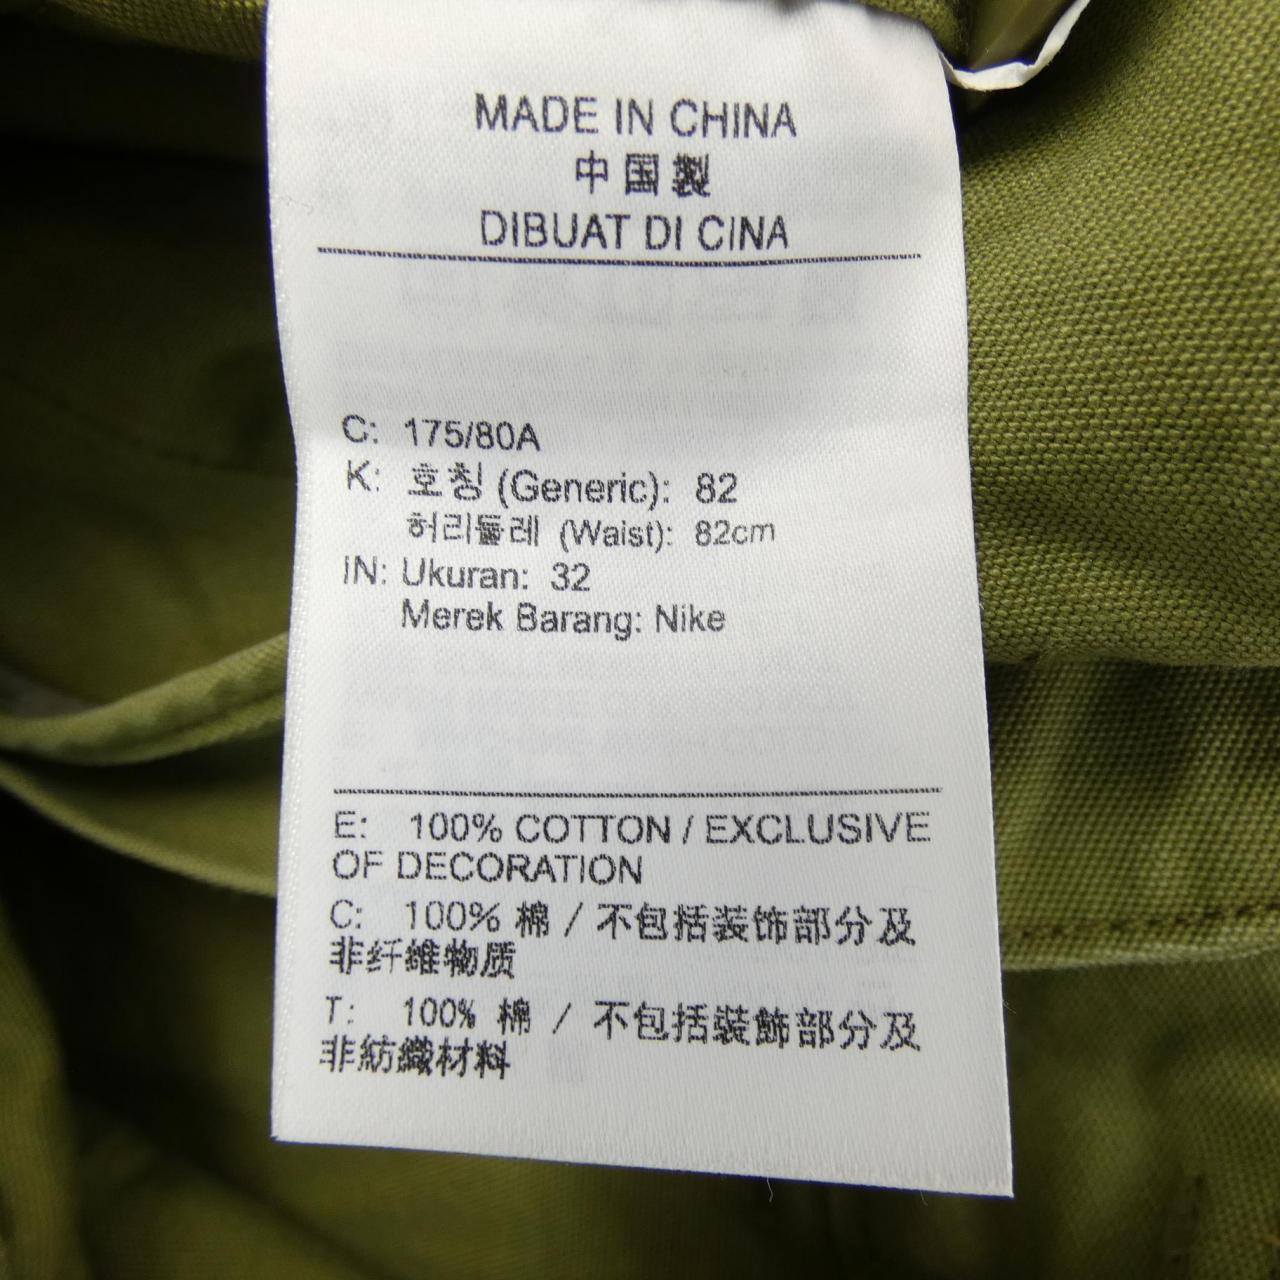 MADE IN CHINA
中国製
DIBUAT DI CINA
C: 175/80A
K: 호칭 (Generic): 82
허리둘레 (Waist): 82cm
IN: Ukuran: 32
Merek Barang: Nike
E: 100% COTTON / EXCLUSIVE
OF DECORATION
C: 100% 棉 / 不包括装饰部分及
非纤维物质
T: 100% 棉 / 不包括裝飾部分及
非紡織材料